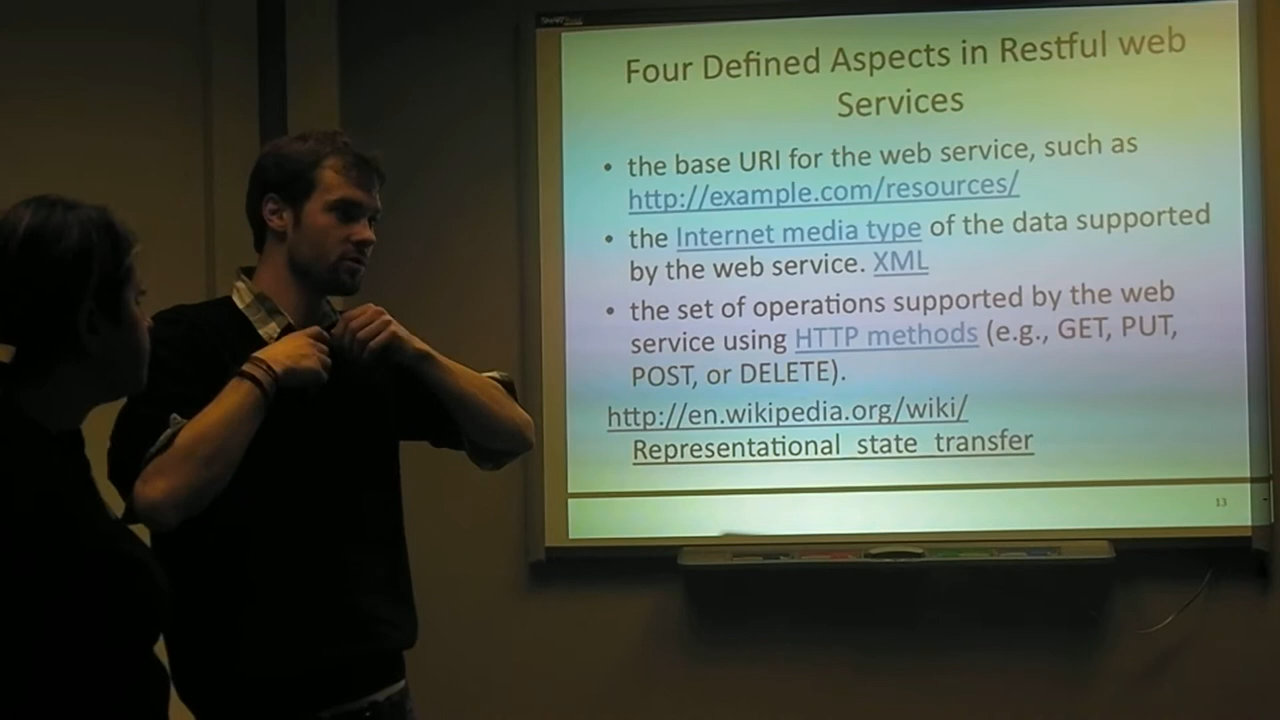 SMART
Four Defined Aspects in Restful web
Services
• the base URI for the web service, such as
http://example.com/resources/
• the Internet media type of the data supported
by the web service. XML
• the set of operations supported by the web
service using HTTP methods (e.g., GET, PUT,
POST, or DELETE).
http://en.wikipedia.org/wiki/
Representational_state_transfer
13